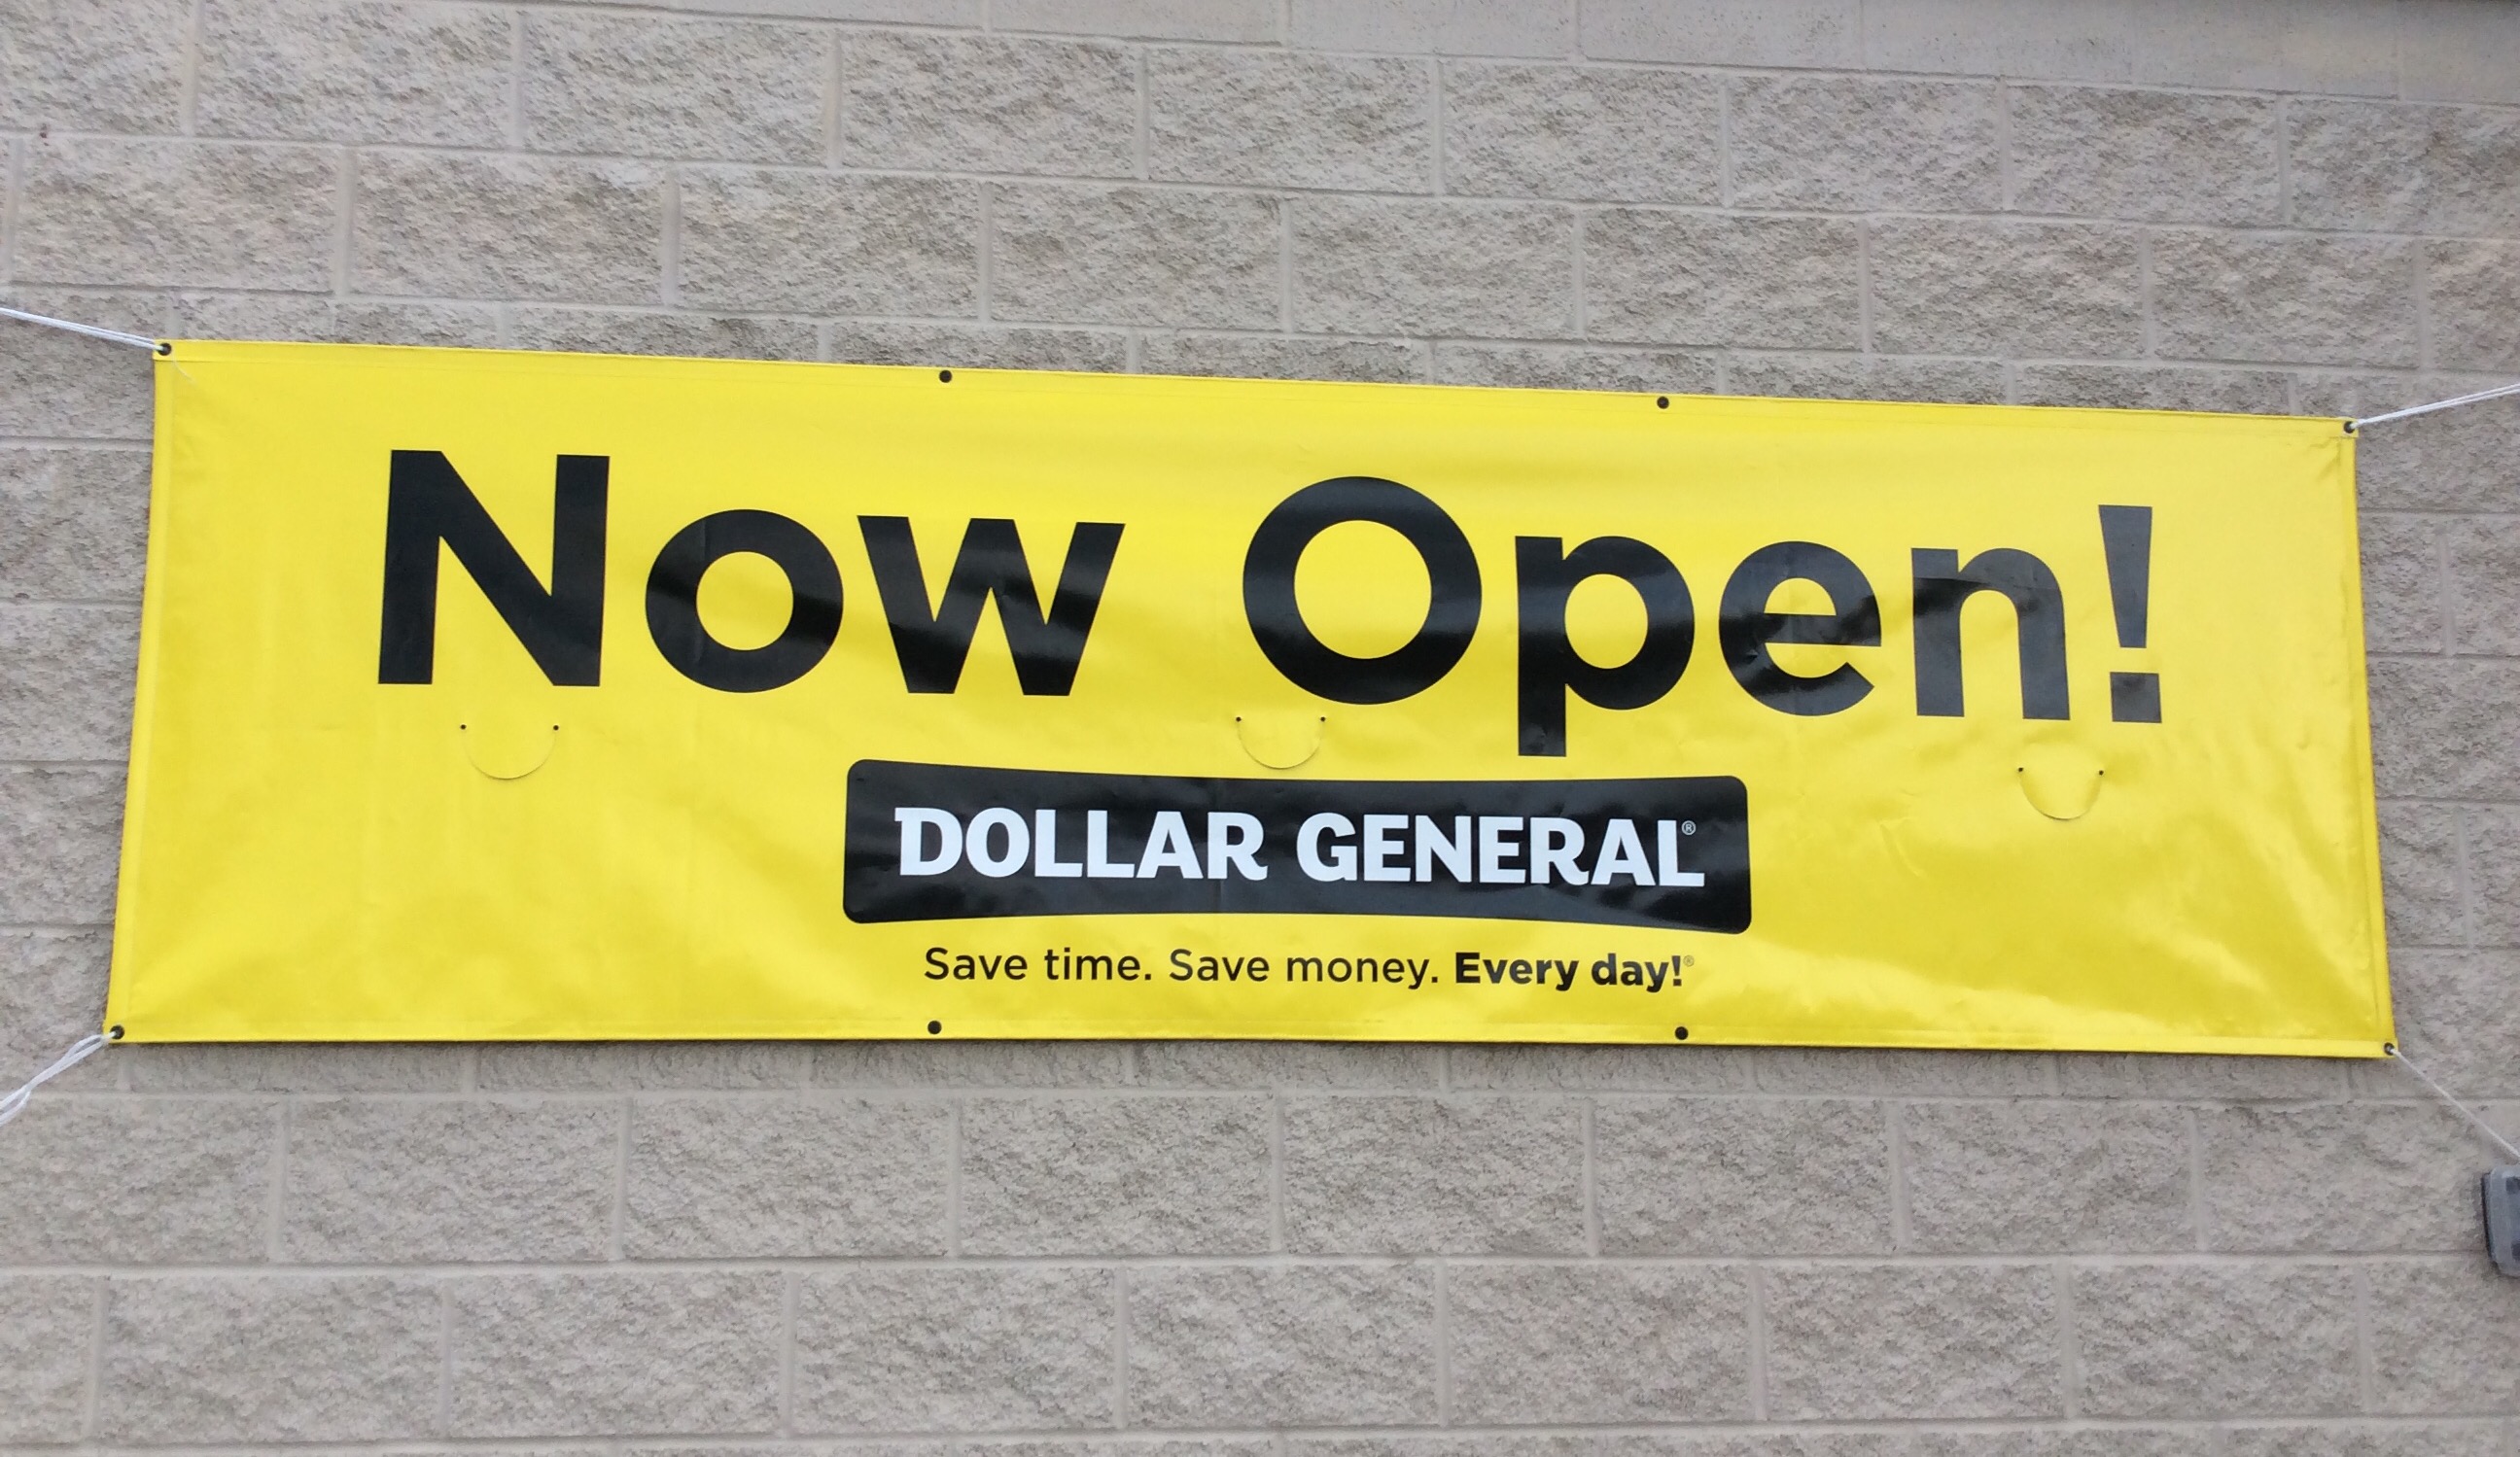 Now Open!
DOLLAR GENERAL®
Save time. Save money. Every day!®